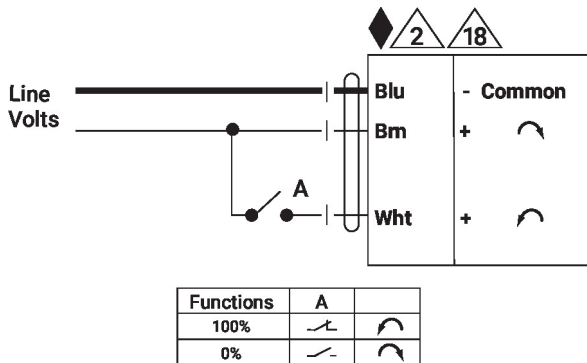 2 18
Line
Volts
Blu - Common
Brn +
A
Wht +
Functions A
100%
0%